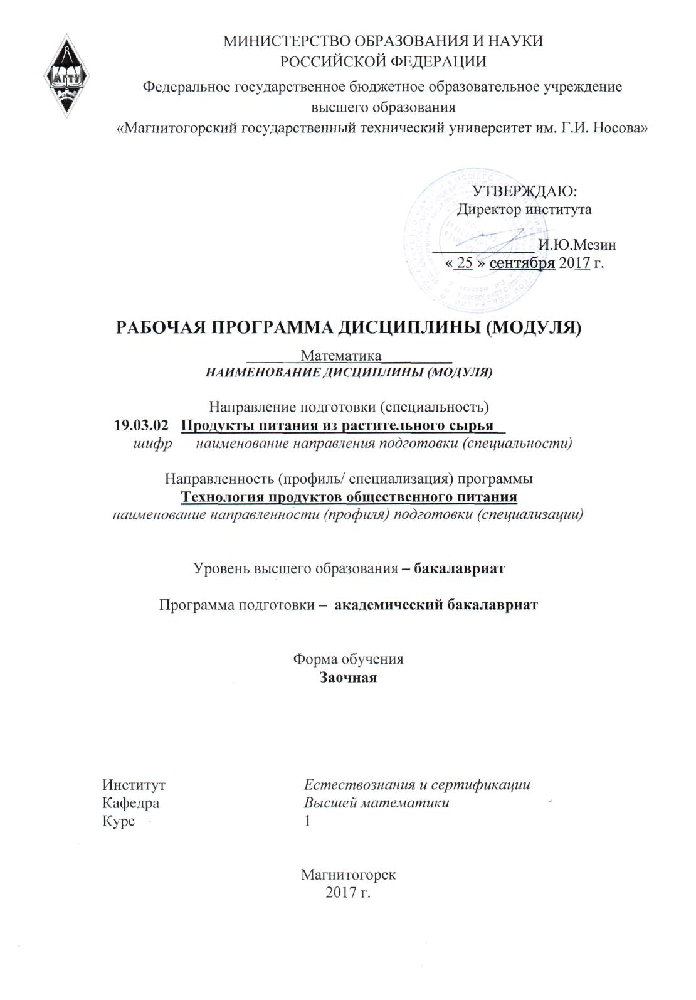 МИНИСТЕРСТВО ОБРАЗОВАНИЯ И НАУКИ
РОССИЙСКОЙ ФЕДЕРАЦИИ
Федеральное государственное бюджетное образовательное учреждение
высшего образования
«Магнитогорский государственный технический университет им. Г.И. Носова»
МГТУ
УТВЕРЖДАЮ:
Директор института
И.Ю.Мезин
« 25 » сентября 2017 г.
РАБОЧАЯ ПРОГРАММА ДИСЦИПЛИНЫ (МОДУЛЯ)
Математика
НАИМЕНОВАНИЕ ДИСЦИПЛИНЫ (МОДУЛЯ)
Направление подготовки (специальность)
19.03.02 Продукты питания из растительного сырья
шифр наименование направления подготовки (специальности)
Направленность (профиль/ специализация) программы
Технология продуктов общественного питания
наименование направленности (профиля) подготовки (специализации)
Уровень высшего образования – бакалавриат
Программа подготовки – академический бакалавриат
Форма обучения
Заочная
Институт Естествознания и сертификации
Кафедра Высшей математики
Курс 1
Магнитогорск
2017 г.